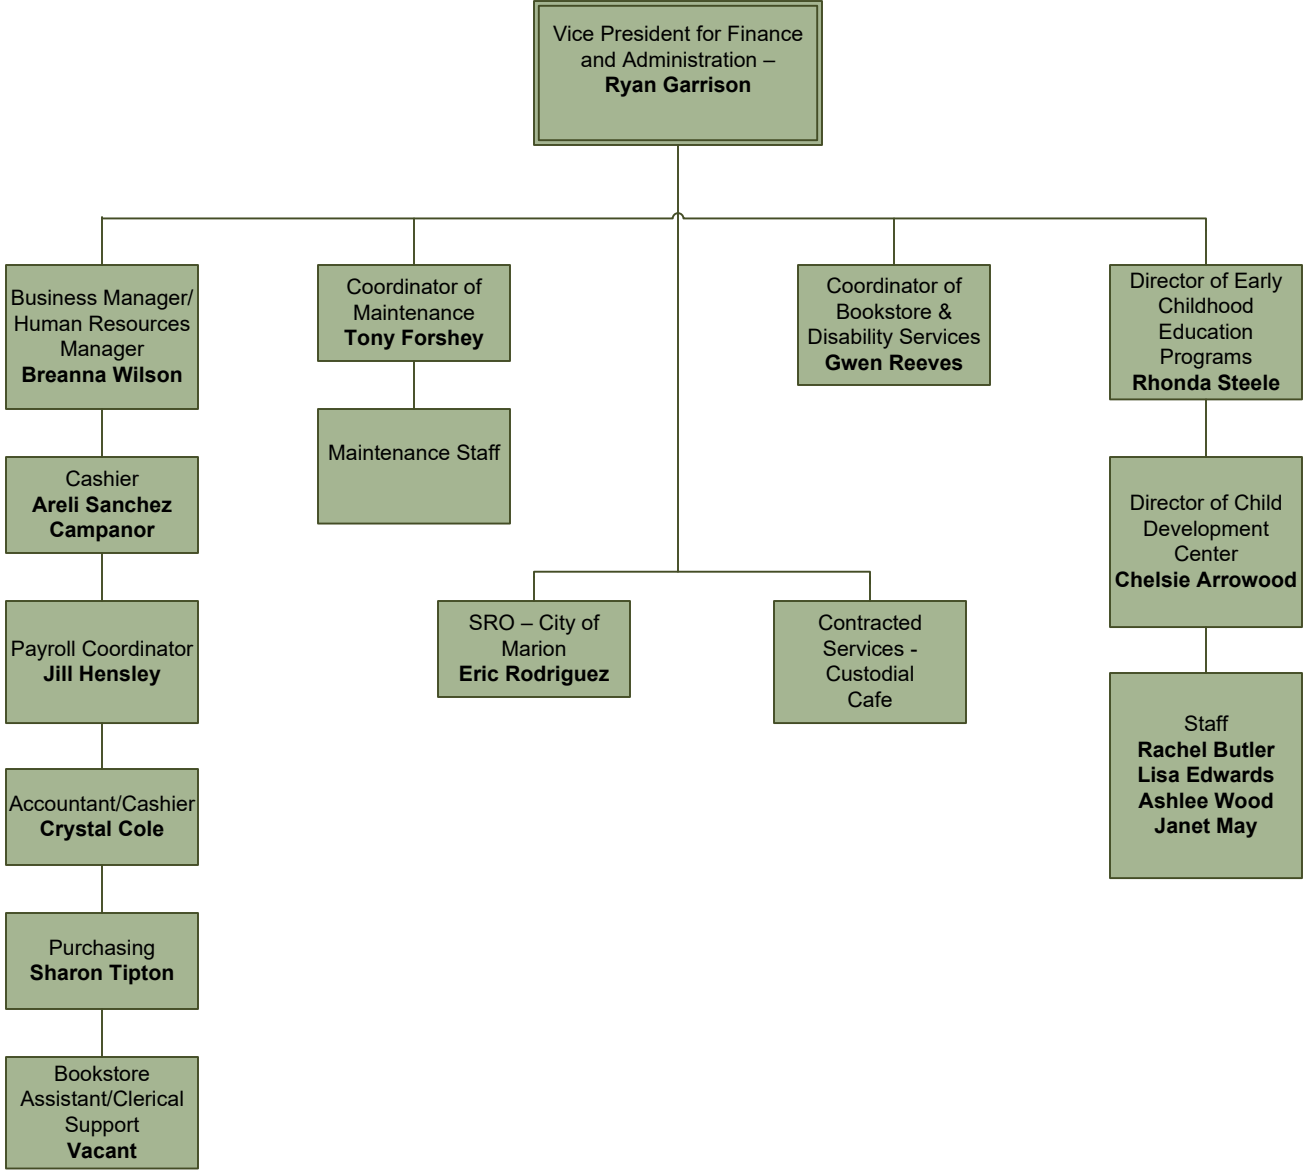 Vice President for Finance
and Administration –
Ryan Garrison
Business Manager/
Human Resources
Manager
Breanna Wilson
Coordinator of
Maintenance
Tony Forshey
Coordinator of
Bookstore &
Disability Services
Gwen Reeves
Director of Early
Childhood
Education
Programs
Rhonda Steele
Cashier
Areli Sanchez
Campanor
Maintenance Staff
Director of Child
Development
Center
Chelsie Arrowood
Payroll Coordinator
Jill Hensley
SRO – City of
Marion
Eric Rodriguez
Contracted
Services -
Custodial
Cafe
Staff
Rachel Butler
Lisa Edwards
Ashlee Wood
Janet May
Accountant/Cashier
Crystal Cole
Purchasing
Sharon Tipton
Bookstore
Assistant/Clerical
Support
Vacant